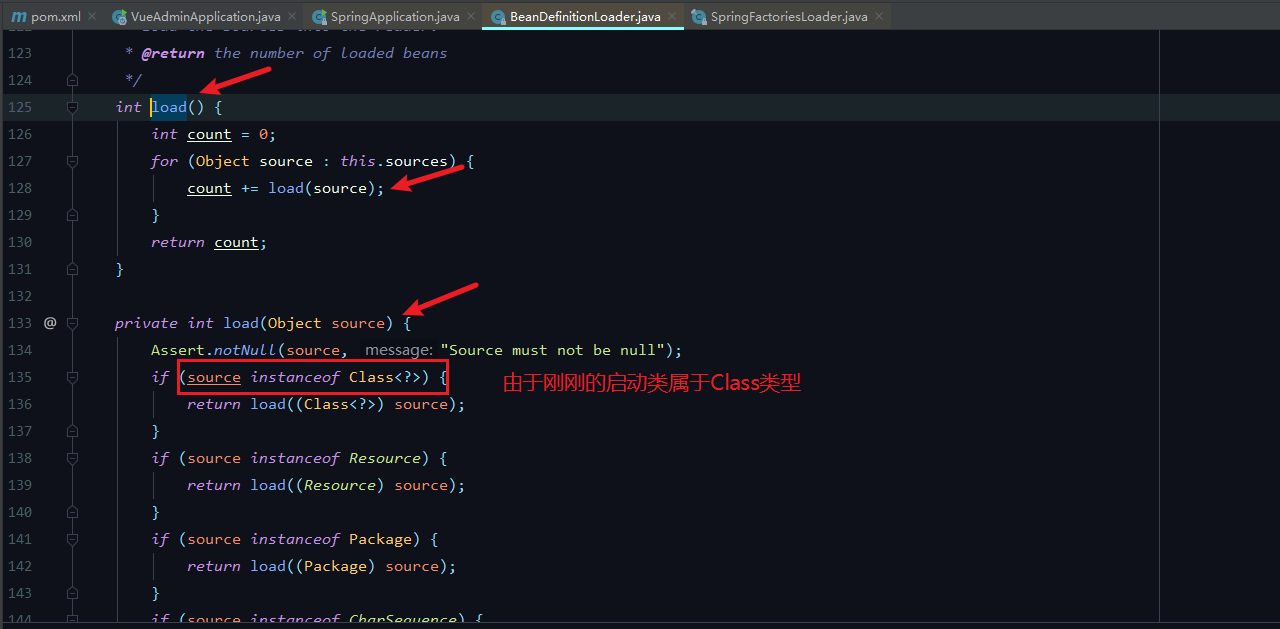 pom.xml VueAdminApplication.java SpringApplication.java BeanDefinitionLoader.java SpringFactoriesLoader.java
123 * @return the number of loaded beans
124 */
125 int load() {
126 int count = 0;
127 for (Object source : this.sources) {
128 count += load(source);
129 }
130 return count;
131 }
132
133 @ private int load(Object source) {
134 Assert.notNull(source, message: "Source must not be null");
135 if (source instanceof Class<?>) {
由于刚刚的启动类属于Class类型
136 return load((Class<?>) source);
137 }
138 if (source instanceof Resource) {
139 return load((Resource) source);
140 }
141 if (source instanceof Package) {
142 return load((Package) source);
143 }
144 if (source instanceof CharSequence) {